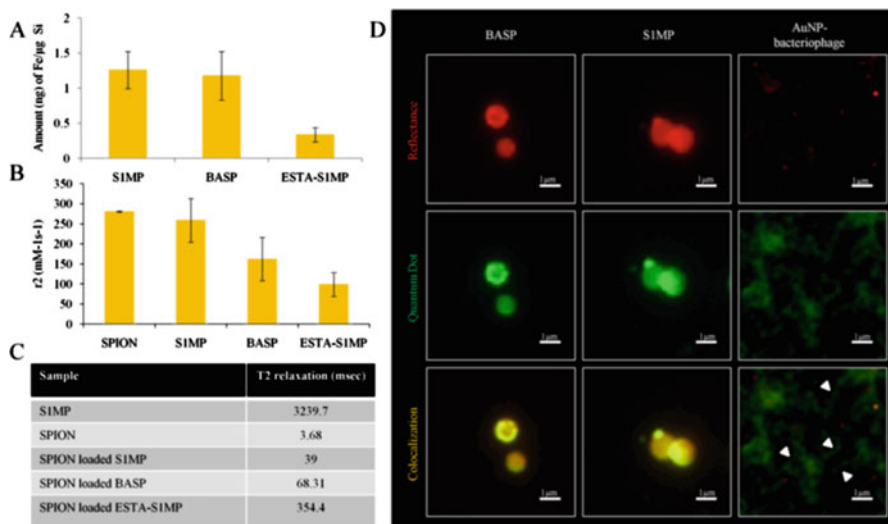 A
Amount (ng) of Fe/µg Si
2
1.5
1
0.5
0
S1MP BASP ESTA-S1MP
B
r2 (mM-1s-1)
350
300
250
200
150
100
50
0
SPION S1MP BASP ESTA-S1MP
C
Sample T2 relaxation (msec)
S1MP 3239.7
SPION 3.68
SPION loaded S1MP 39
SPION loaded BASP 68.31
SPION loaded ESTA-S1MP 354.4
D
BASP S1MP AuNP-
bacteriophage
Reflectance
1µm 1µm 1µm
Quantum Dot
1µm 1µm 1µm
Colocalization
1µm 1µm 1µm